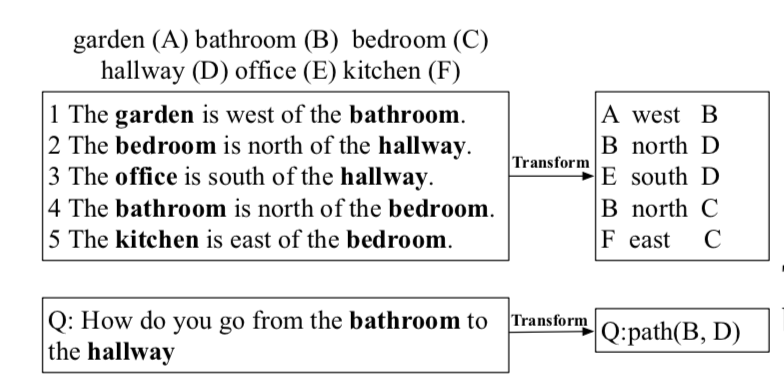 garden (A) bathroom (B) bedroom (C)
hallway (D) office (E) kitchen (F)
1 The garden is west of the bathroom.
2 The bedroom is north of the hallway.
3 The office is south of the hallway.
4 The bathroom is north of the bedroom.
5 The kitchen is east of the bedroom.
Transform
A west B
B north D
E south D
B north C
F east C
Q: How do you go from the bathroom to
the hallway
Transform
Q:path(B, D)